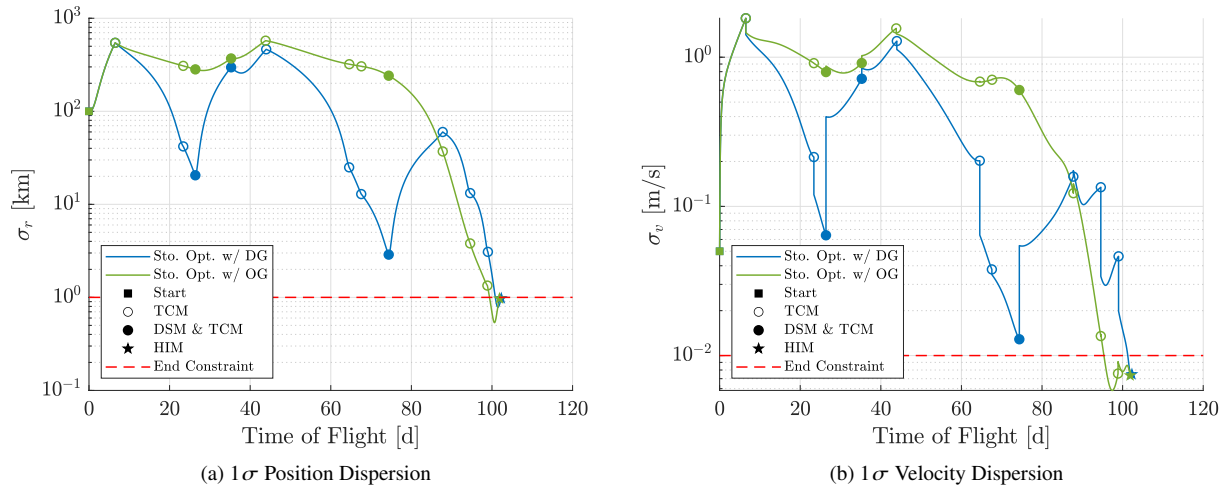 10³
10²
10¹
10⁰
10⁻¹
σᵣ [km]
0 20 40 60 80 100 120
Time of Flight [d]
Sto. Opt. w/ DG
Sto. Opt. w/ OG
Start
TCM
DSM & TCM
HIM
End Constraint
(a) 1σ Position Dispersion
10⁰
10⁻¹
10⁻²
σᵥ [m/s]
0 20 40 60 80 100 120
Time of Flight [d]
Sto. Opt. w/ DG
Sto. Opt. w/ OG
Start
TCM
DSM & TCM
HIM
End Constraint
(b) 1σ Velocity Dispersion